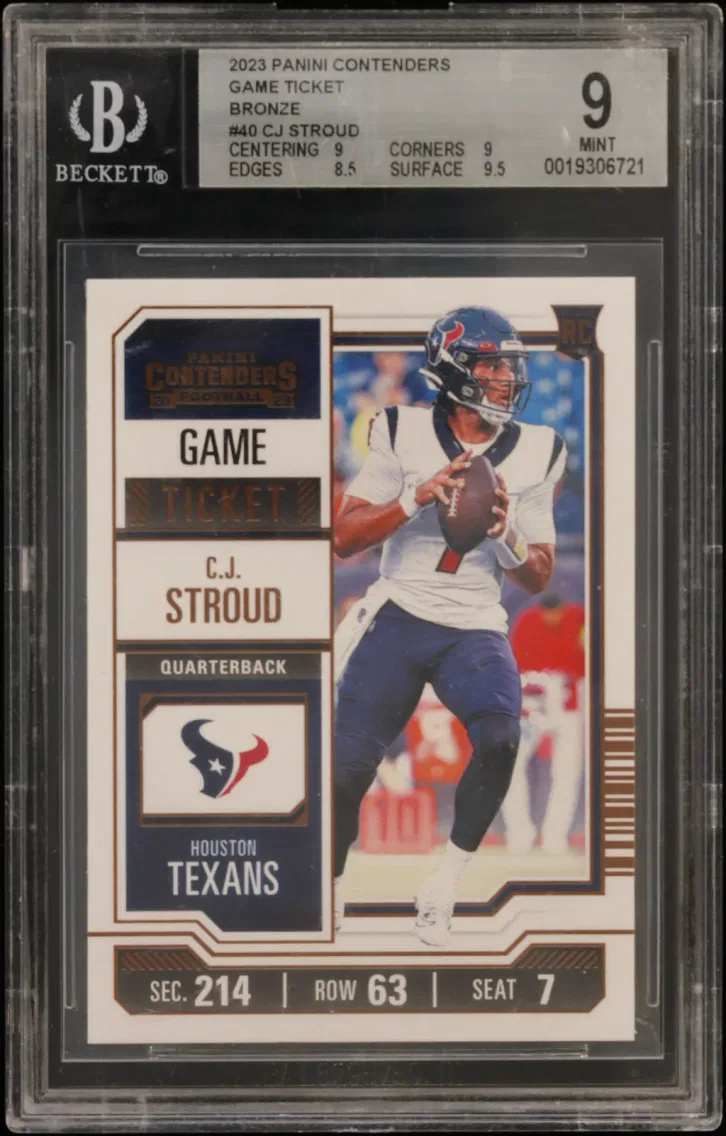 B
BECKETT®
2023 PANINI CONTENDERS
GAME TICKET
BRONZE
#40 CJ STROUD
CENTERING 9 CORNERS 9
EDGES 8.5 SURFACE 9.5
9
MINT
0019306721
PANINI
CONTENDERS
20 FOOTBALL 23
GAME
TICKET
C.J.
STROUD
QUARTERBACK
HOUSTON
TEXANS
RC
SEC. 214 | ROW 63 | SEAT 7